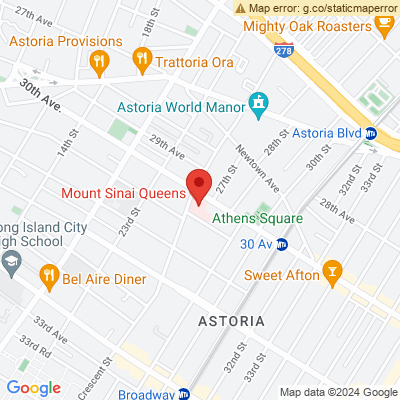 Map error: g.co/staticmaperror
27th Ave
18th St
Mighty Oak Roasters
Astoria Provisions
278
Trattoria Ora
30th Ave.
Astoria World Manor
Astoria Blvd
14th St
29th Ave
Newtown Ave
28th St
30th St
32nd St
33rd St
Mount Sinai Queens
27th St
28th Ave
23rd St
Athens Square
ong Island City
igh School
30 Av
Bel Aire Diner
Sweet Afton
33rd Ave
ASTORIA
33rd Rd
32nd St
33rd St
Crescent St
Google
Broadway
Map data ©2024 Google